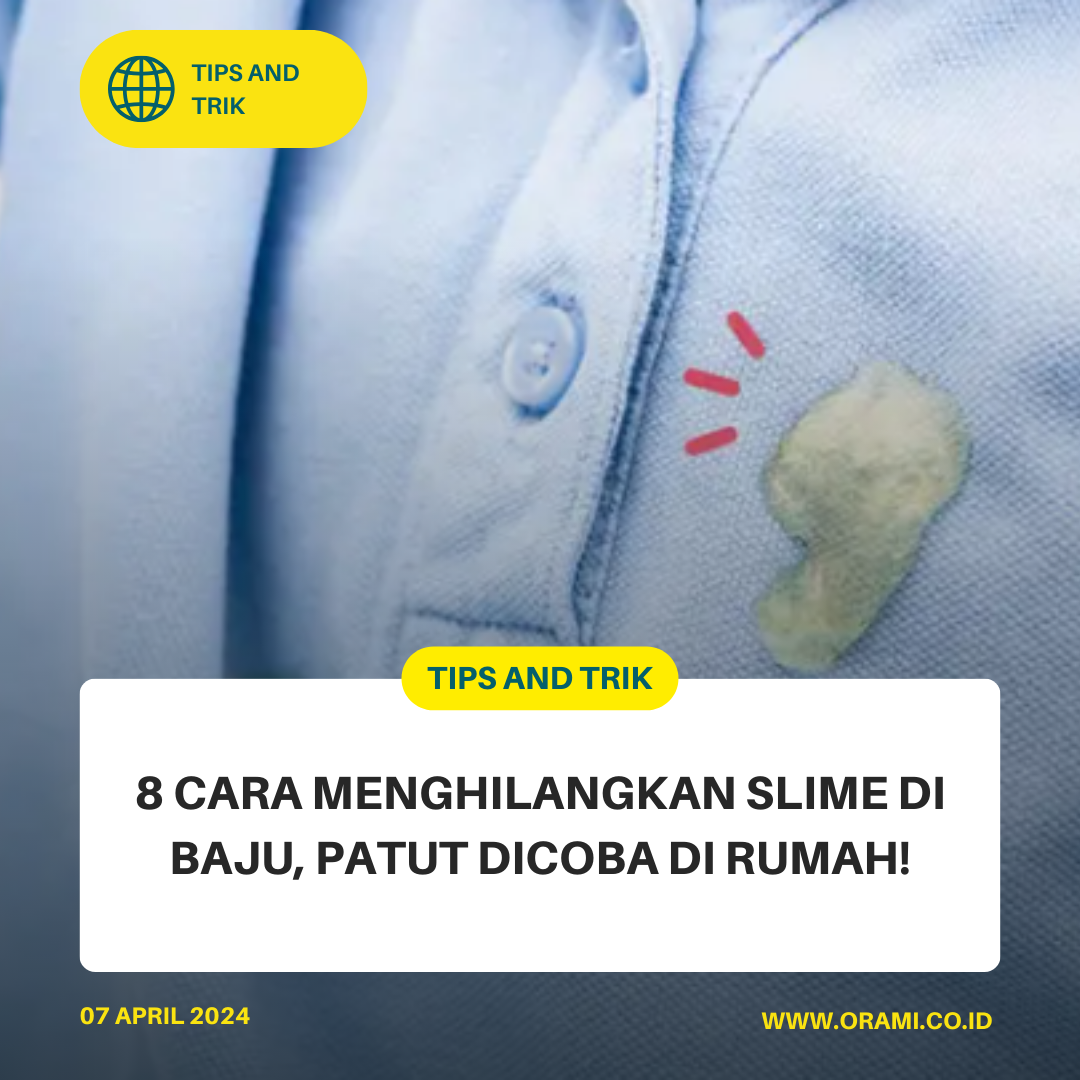 TIPS AND
TRIK
TIPS AND TRIK
8 CARA MENGHILANGKAN SLIME DI
BAJU, PATUT DICOBA DI RUMAH!
07 APRIL 2024
WWW.ORAMI.CO.ID